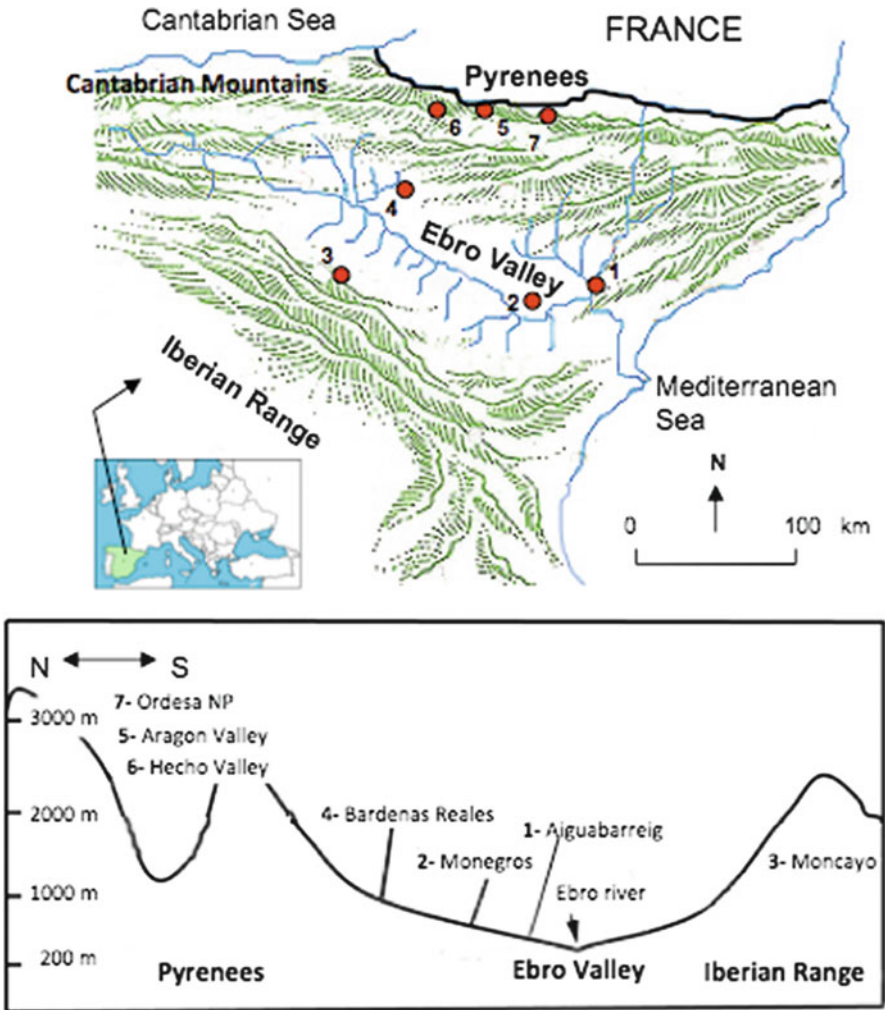 Cantabrian Sea
FRANCE
Cantabrian Mountains
Pyrenees
6
5
7
4
Ebro Valley
3
1
2
Iberian Range
Mediterranean
Sea
N
0 100 km
N S
7- Ordesa NP
3000 m
5- Aragon Valley
6- Hecho Valley
2000 m
4- Bardenas Reales
1- Aiguabarreig
2- Monegros
3- Moncayo
1000 m
Ebro river
200 m
Pyrenees
Ebro Valley
Iberian Range